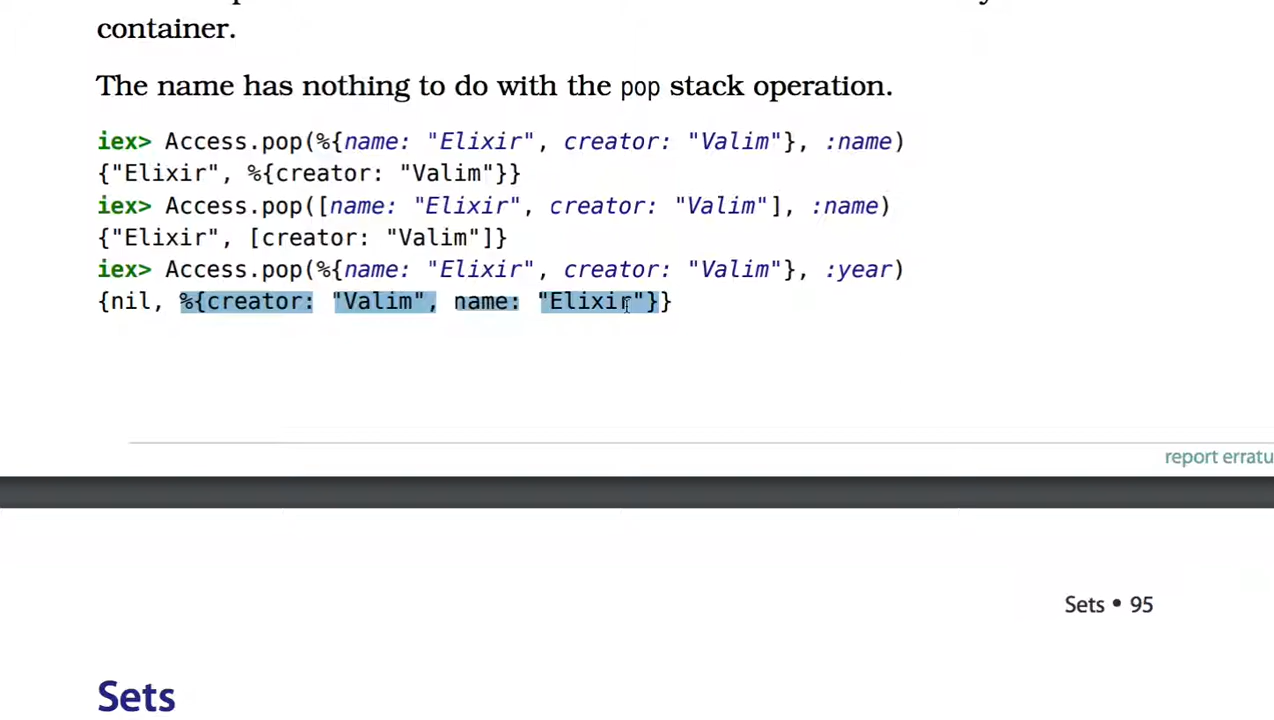 container.
The name has nothing to do with the pop stack operation.
iex> Access.pop(%{name: "Elixir", creator: "Valim"}, :name)
{"Elixir", %{creator: "Valim"}}
iex> Access.pop([name: "Elixir", creator: "Valim"], :name)
{"Elixir", [creator: "Valim"]}
iex> Access.pop(%{name: "Elixir", creator: "Valim"}, :year)
{nil, %{creator: "Valim", name: "Elixir"}}
report erratu
Sets • 95
Sets